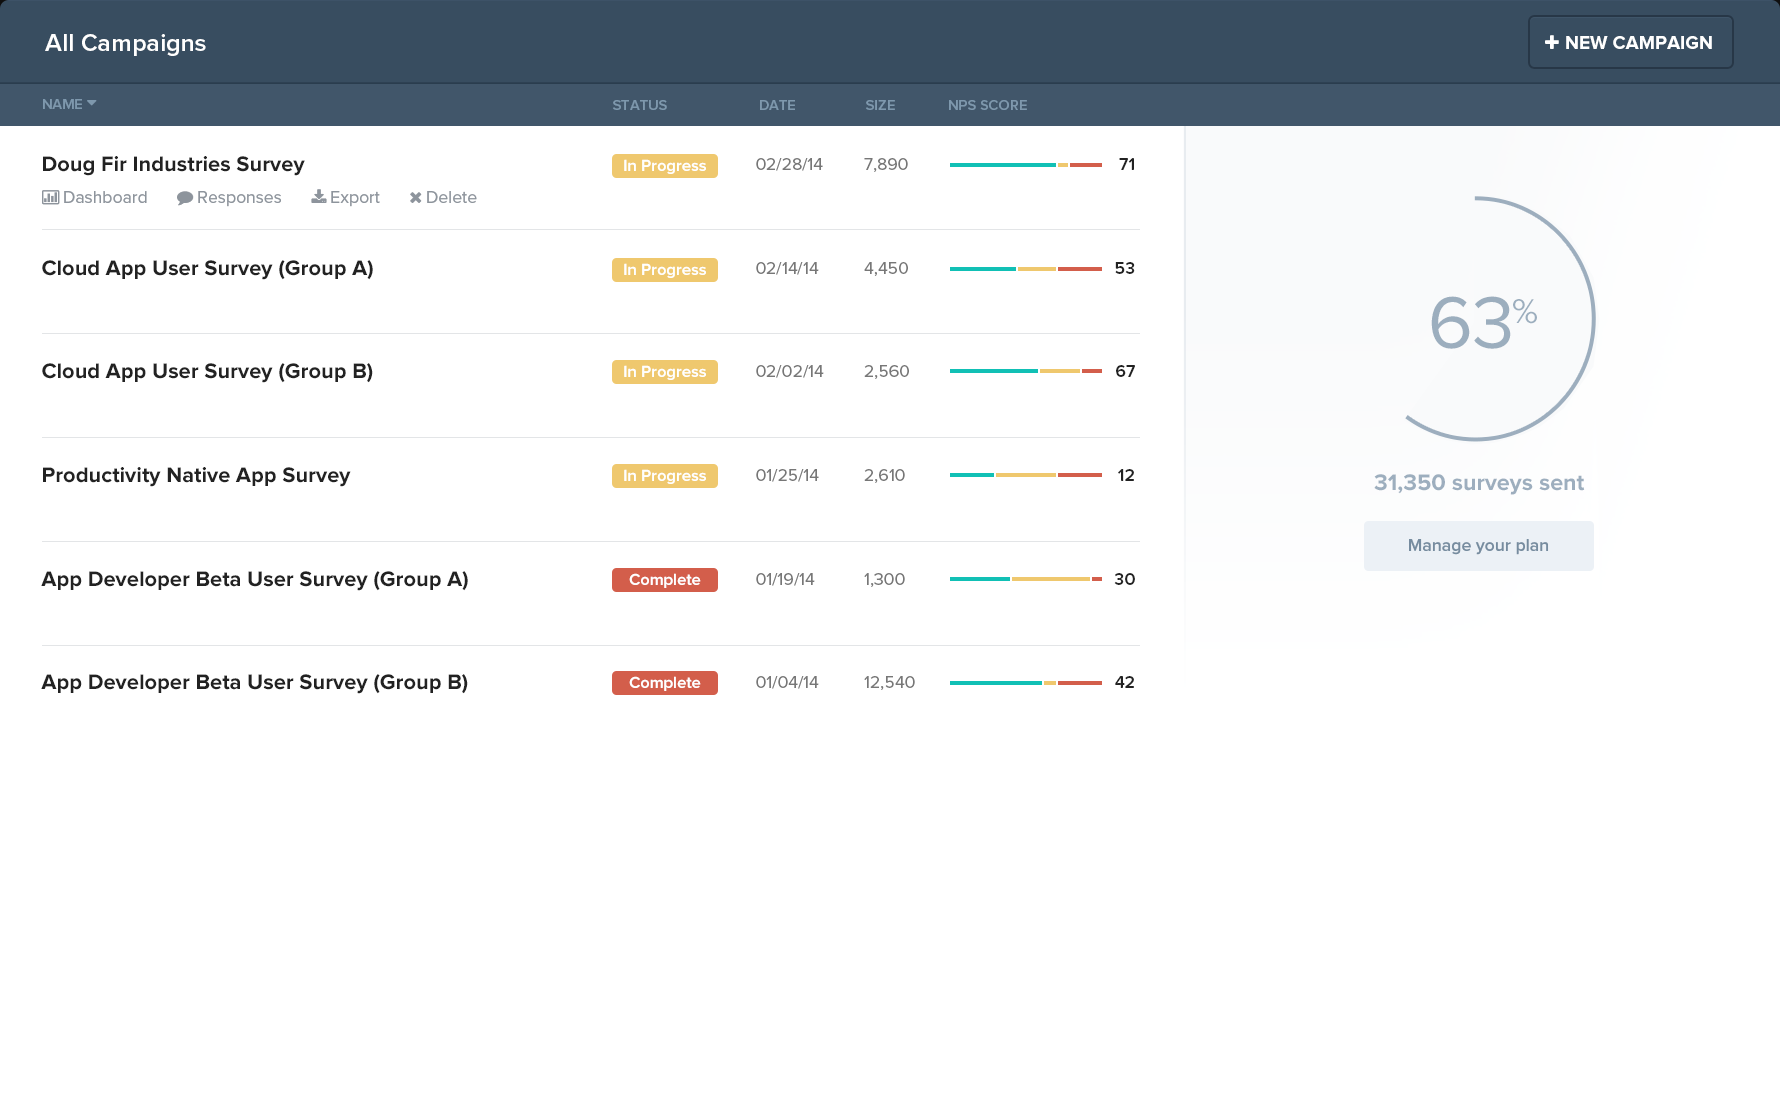 All Campaigns
NEW CAMPAIGN
NAME STATUS DATE SIZE NPS SCORE
Doug Fir Industries Survey In Progress 02/28/14 7,890 71
Dashboard Responses Export Delete
Cloud App User Survey (Group A) In Progress 02/14/14 4,450 53
Cloud App User Survey (Group B) In Progress 02/02/14 2,560 67
Productivity Native App Survey In Progress 01/25/14 2,610 12
App Developer Beta User Survey (Group A) Complete 01/19/14 1,300 30
App Developer Beta User Survey (Group B) Complete 01/04/14 12,540 42
63%
31,350 surveys sent
Manage your plan